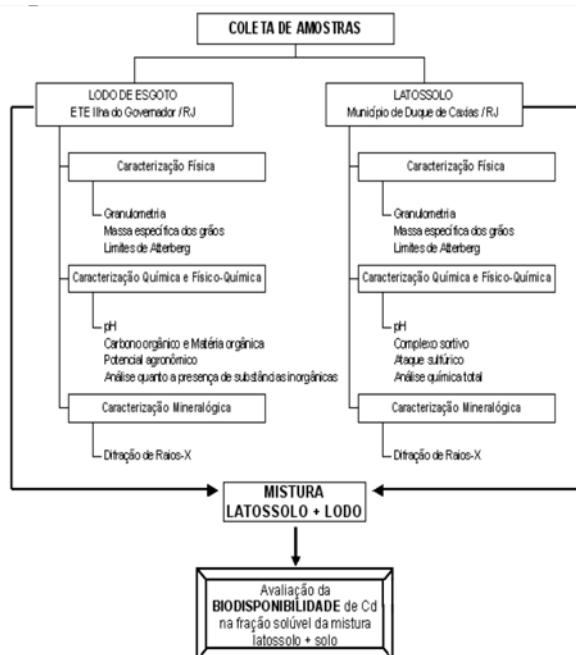 COLETA DE AMOSTRAS
LODO DE ESGOTO
ETE Ilha do Governador / RJ
Caracterização Física
Granulometria
Massa específica dos grãos
Limites de Atterberg
Caracterização Química e Físico-Química
pH
Carbono orgânico e Matéria orgânica
Potencial agronômico
Análise quanto a presença de substâncias inorgânicas
Caracterização Mineralógica
Difração de Raios-X
LATOSSOLO
Município de Duque de Caxias / RJ
Caracterização Física
Granulometria
Massa específica dos grãos
Limites de Atterberg
Caracterização Química e Físico-Química
pH
Complexo sortivo
Ataque sulfúrico
Análise química total
Caracterização Mineralógica
Difração de Raios-X
MISTURA
LATOSSOLO + LODO
Avaliação da
BIODISPONIBILIDADE de Cd
na fração solúvel da mistura
latossolo + solo